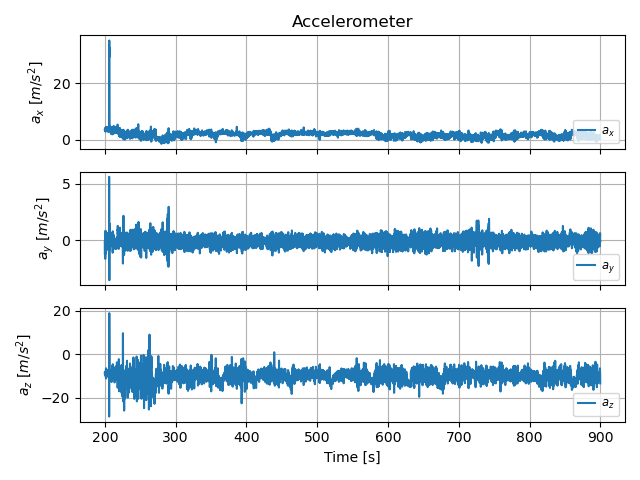 Accelerometer
a_x [m/s^2]
20
0
a_x
a_y [m/s^2]
5
0
a_y
a_z [m/s^2]
20
0
−20
a_z
200 300 400 500 600 700 800 900
Time [s]